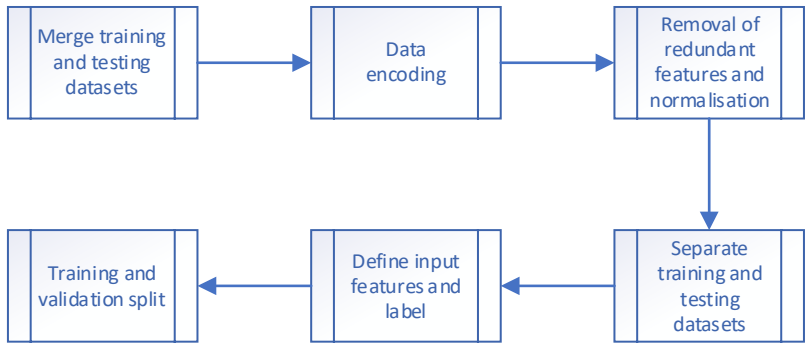 Merge training
and testing
datasets
Data
encoding
Removal of
redundant
features and
normalisation
Separate
training and
testing
datasets
Define input
features and
label
Training and
validation split